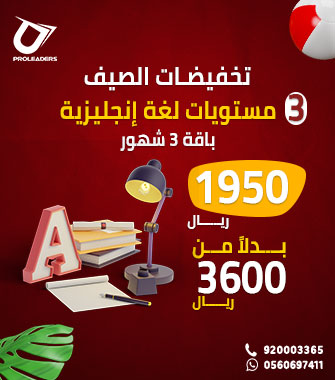 PROLEADERS
تخفيضات الصيف
3 مستويات لغة إنجليزية
باقة 3 شهور
1950
ريال
بدلاً من
3600
ريال
A
920003365
0560697411